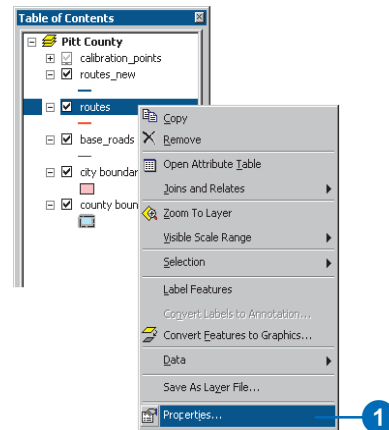 Table of Contents
Pitt County
calibration_points
routes_new
routes
base_roads
city boundar
county boun
Copy
Remove
Open Attribute Table
Joins and Relates
Zoom To Layer
Visible Scale Range
Selection
Label Features
Convert Labels to Annotation...
Convert Features to Graphics...
Data
Save As Layer File...
Properties...
1